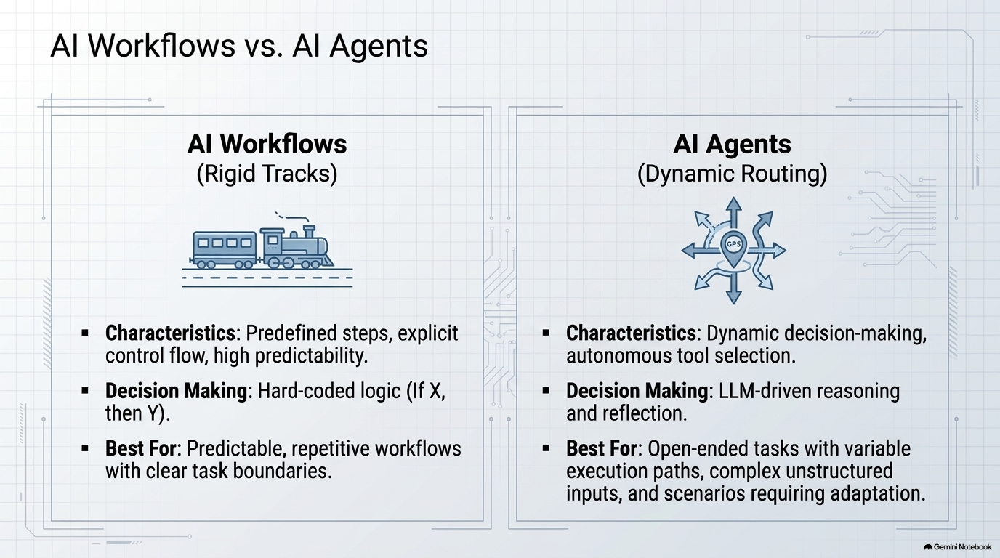 AI Workflows vs. AI Agents
AI Workflows
(Rigid Tracks)
▪ Characteristics: Predefined steps, explicit
control flow, high predictability.
▪ Decision Making: Hard-coded logic (If X,
then Y).
▪ Best For: Predictable, repetitive workflows
with clear task boundaries.
AI Agents
(Dynamic Routing)
GPS
▪ Characteristics: Dynamic decision-making,
autonomous tool selection.
▪ Decision Making: LLM-driven reasoning
and reflection.
▪ Best For: Open-ended tasks with variable
execution paths, complex unstructured
inputs, and scenarios requiring adaptation.
Gemini Notebook